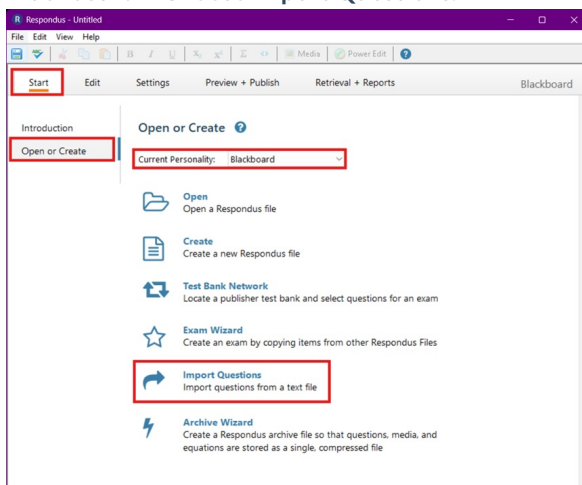 Respondus - Untitled
File Edit View Help
B I U X₂ X² Σ Media Power Edit ?
Start Edit Settings Preview + Publish Retrieval + Reports Blackboard
Introduction
Open or Create
Open or Create ?
Current Personality: Blackboard
Open
Open a Respondus file
Create
Create a new Respondus file
Test Bank Network
Locate a publisher test bank and select questions for an exam
Exam Wizard
Create an exam by copying items from other Respondus Files
Import Questions
Import questions from a text file
Archive Wizard
Create a Respondus archive file so that questions, media, and
equations are stored as a single, compressed file